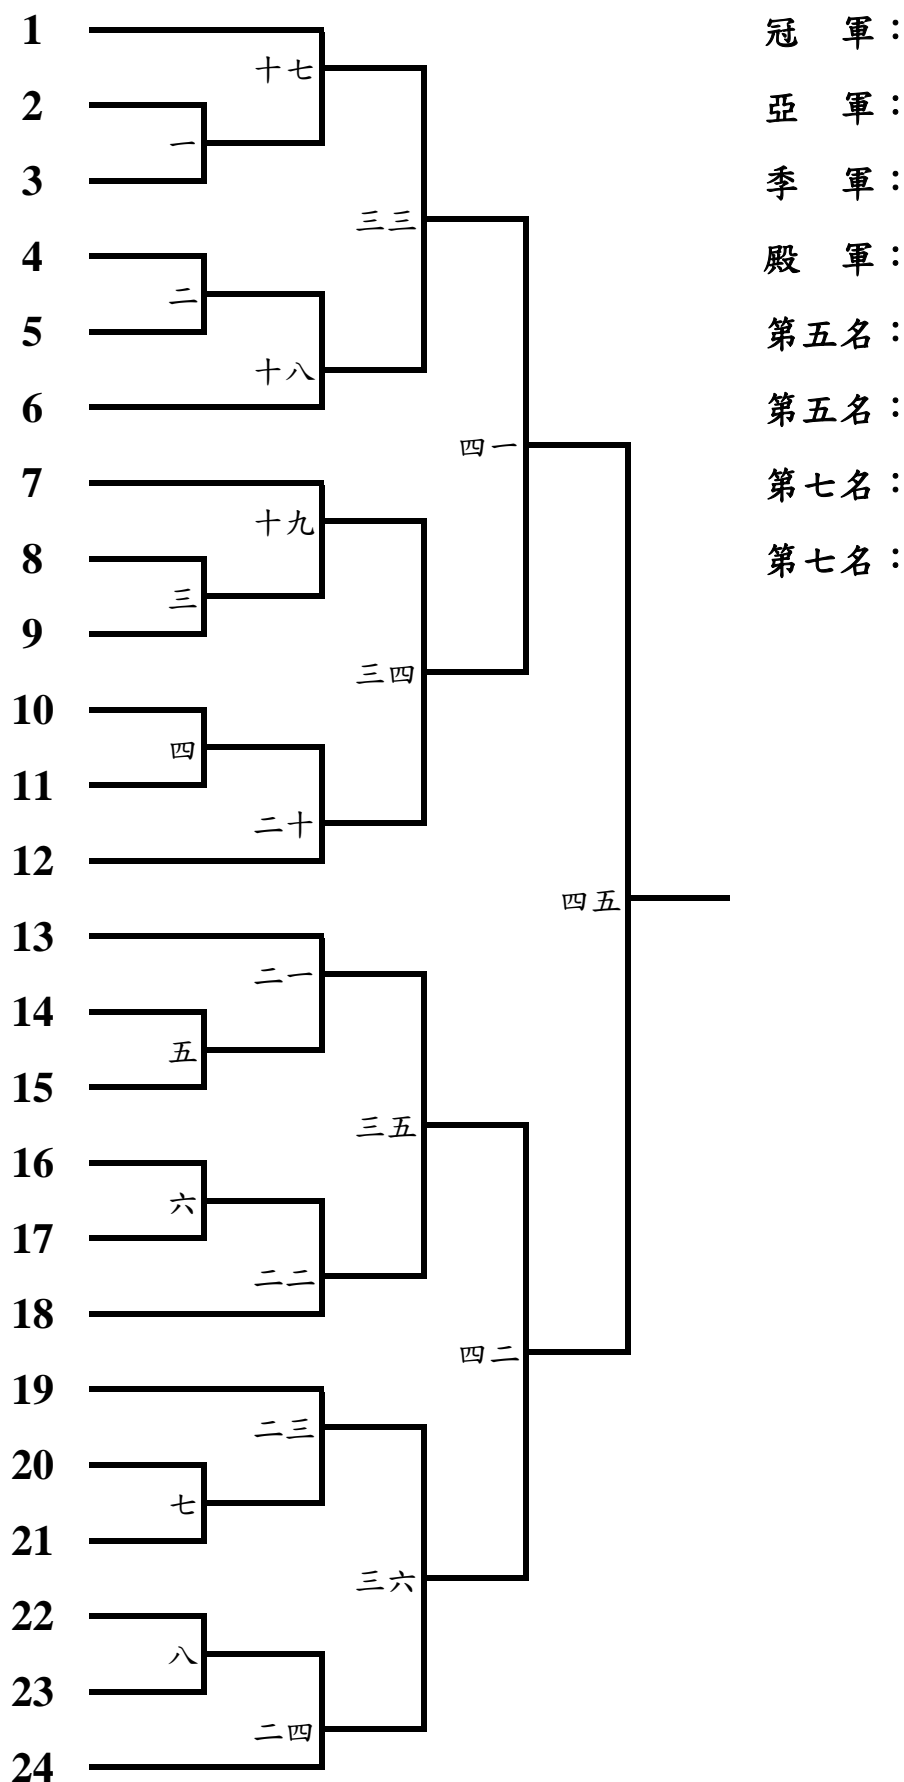 1 冠 軍：
十七
2 亞 軍：
一
3 季 軍：
三三
4 殿 軍：
二
5 第五名：
十八
6 第五名：
四一
7 第七名：
十九
8 第七名：
三
9
三四
10
四
11
二十
12
四五
13
二一
14
五
15
三五
16
六
17
二二
18
四二
19
二三
20
七
21
三六
22
八
23
二四
24